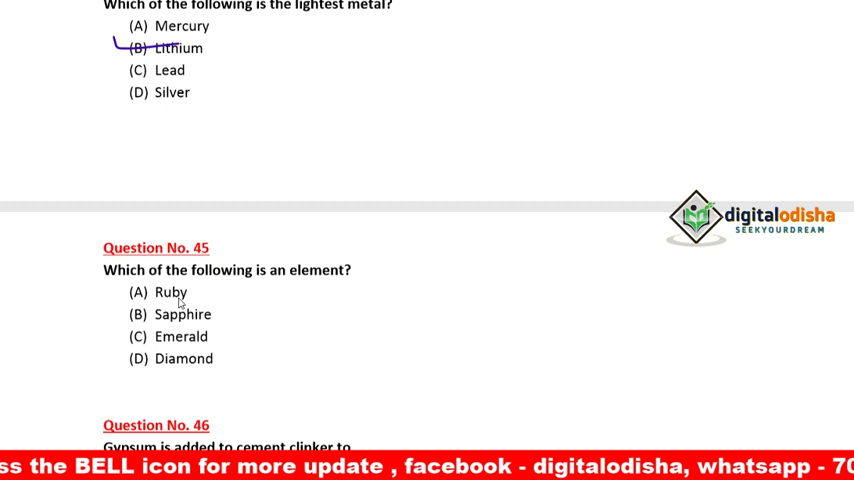 Which of the following is the lightest metal?
(A) Mercury
(B) Lithium
(C) Lead
(D) Silver
digitalodisha
SEEKYOURDREAM
Question No. 45
Which of the following is an element?
(A) Ruby
(B) Sapphire
(C) Emerald
(D) Diamond
Question No. 46
Gypsum is added to cement clinker to
ss the BELL icon for more update , facebook - digitalodisha, whatsapp - 70